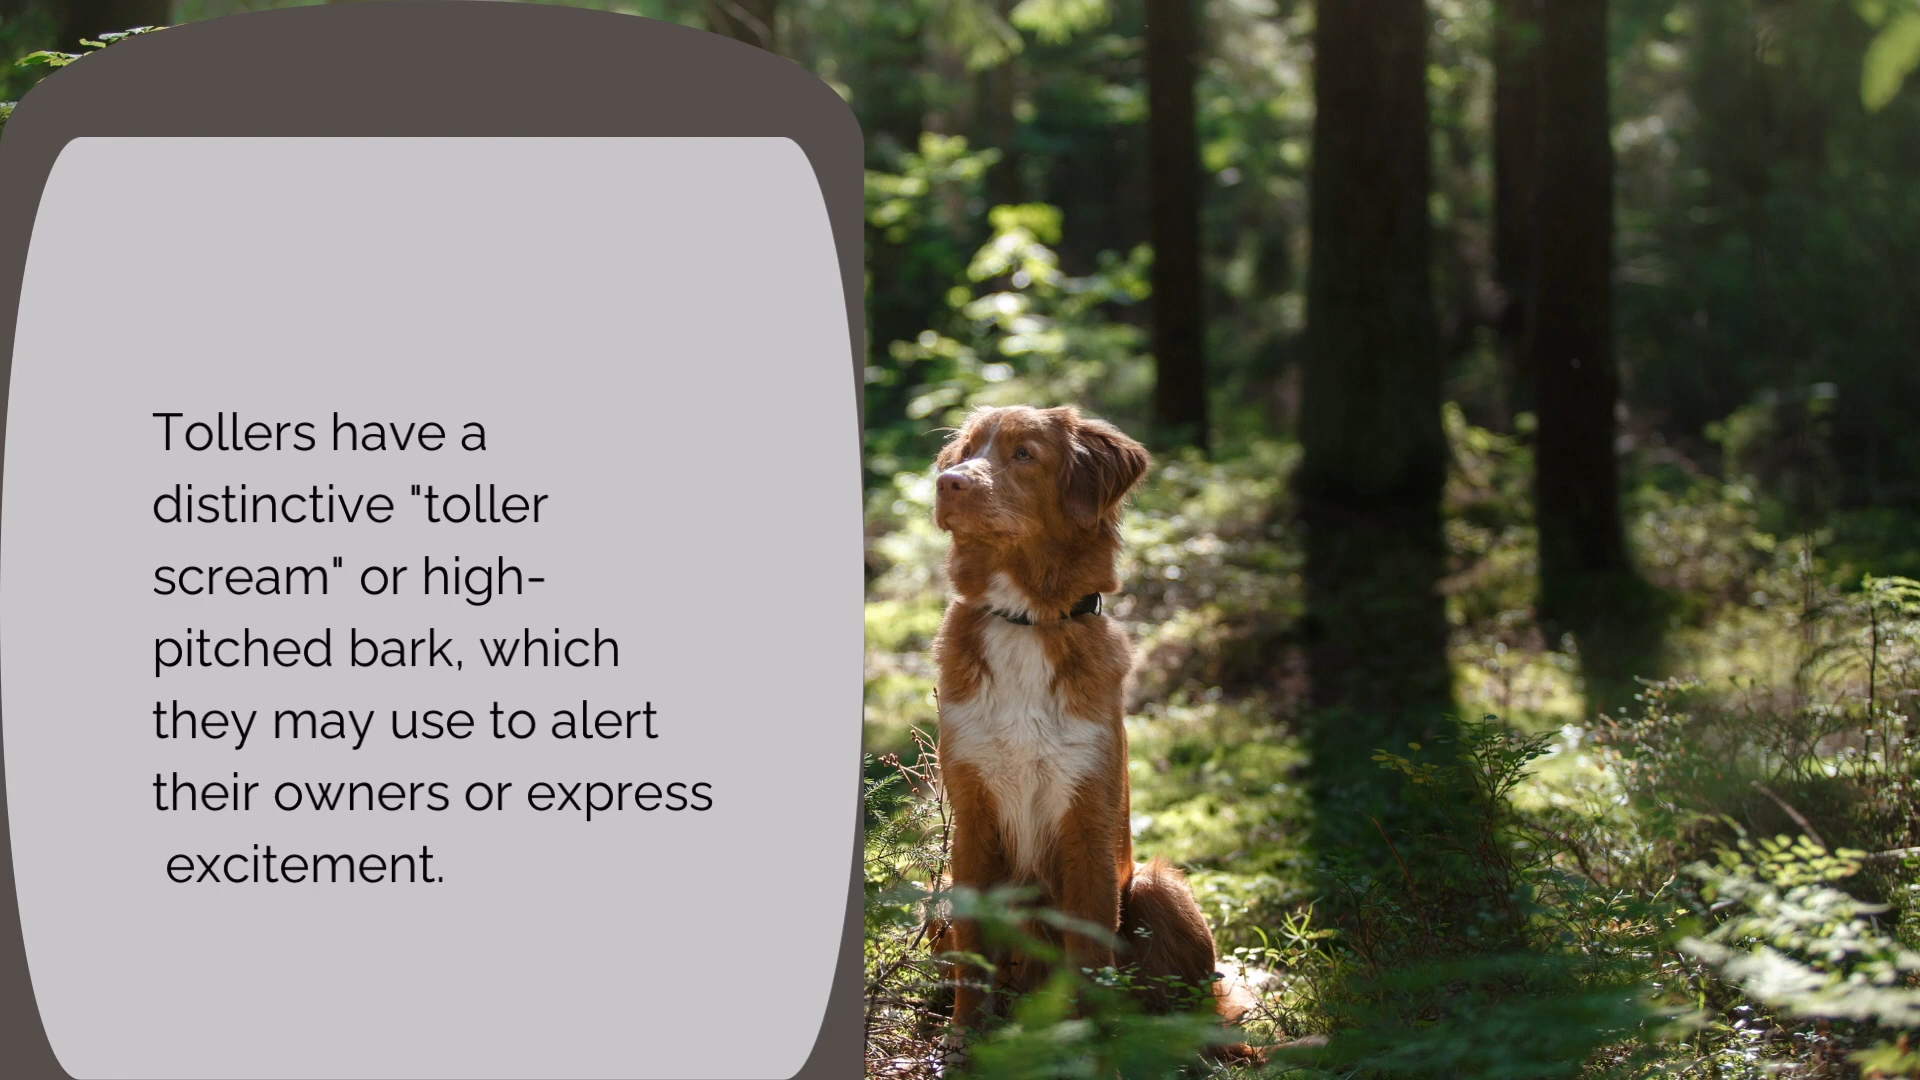 Tollers have a
distinctive "toller
scream" or high-
pitched bark, which
they may use to alert
their owners or express
excitement.